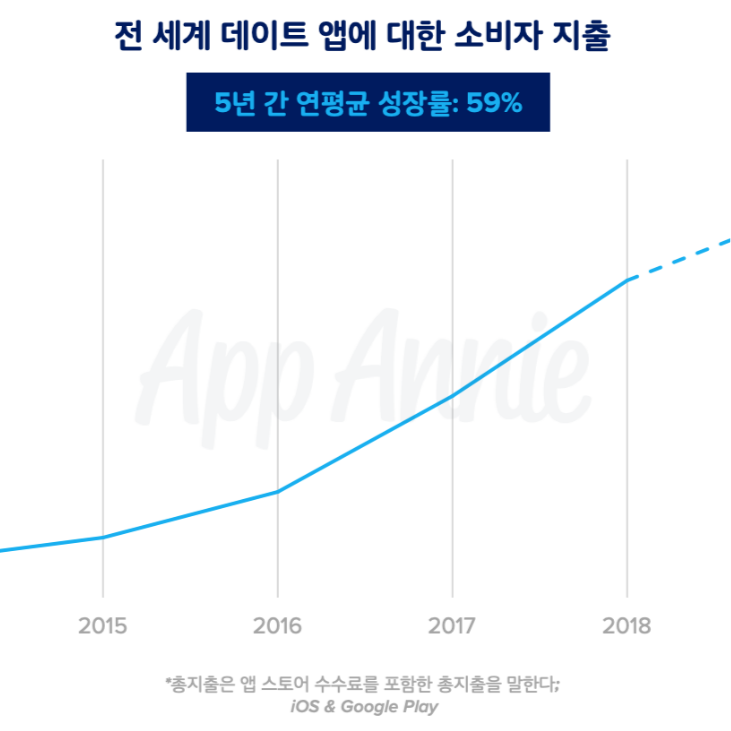 전 세계 데이트 앱에 대한 소비자 지출
5년 간 연평균 성장률: 59%
App Annie
2015 2016 2017 2018
*총지출은 앱 스토어 수수료를 포함한 총지출을 말한다;
iOS & Google Play